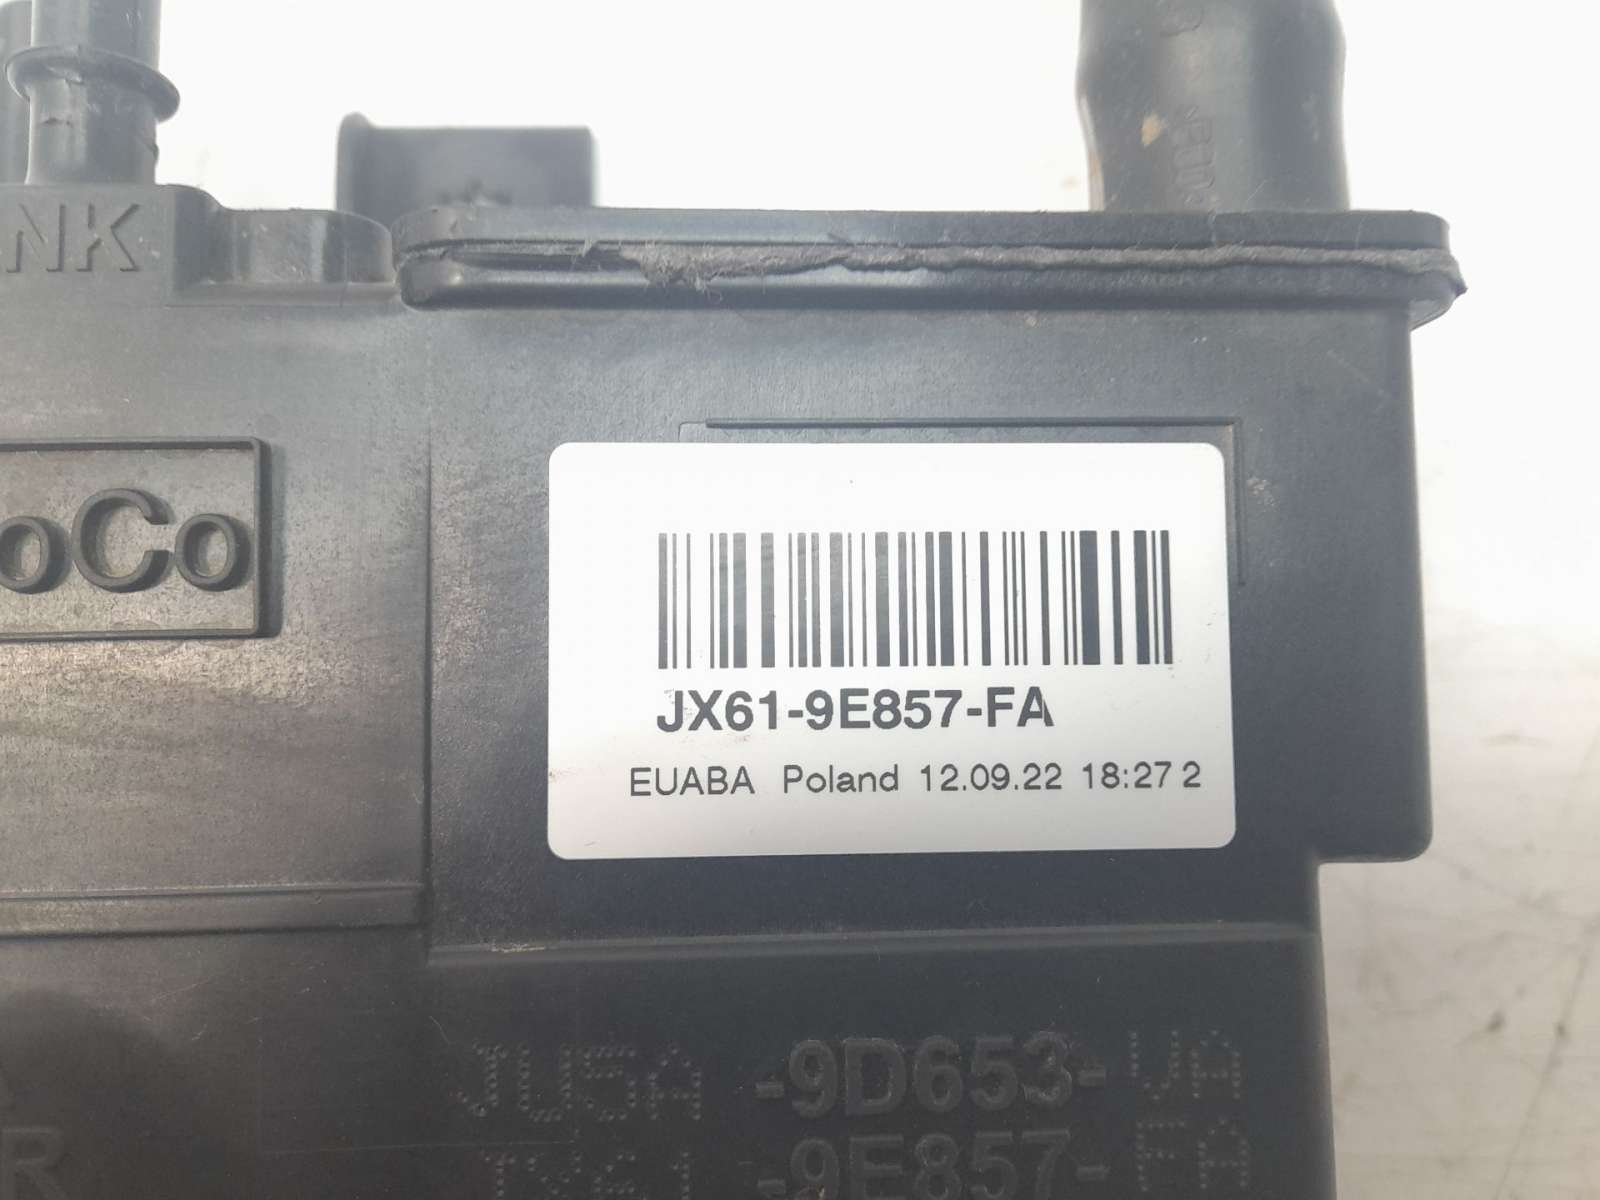 NK
oCo
JX61-9E857-FA
EUABA Poland 12.09.22 18:27 2
-9D653-
-9E857-
R